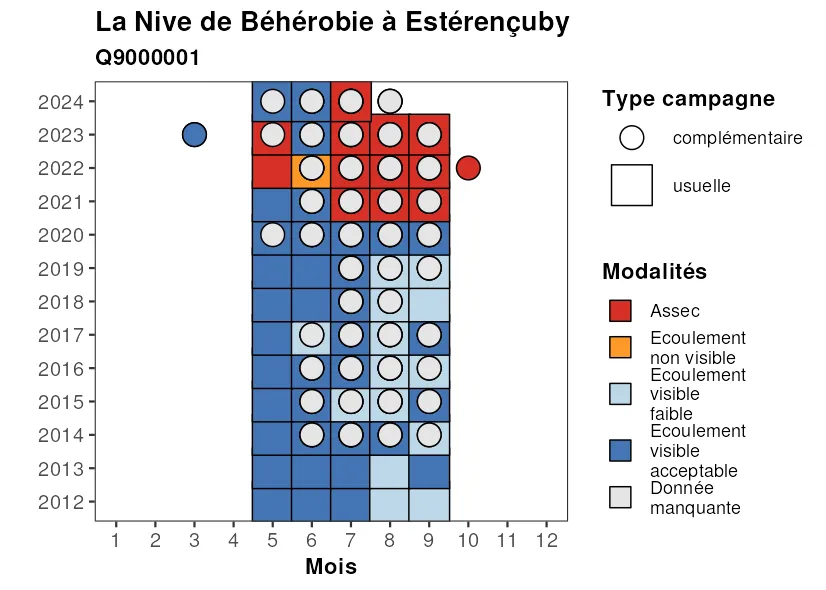 La Nive de Béhérobie à Estérençuby
Q9000001
2024
2023
2022
2021
2020
2019
2018
2017
2016
2015
2014
2013
2012
1 2 3 4 5 6 7 8 9 10 11 12
Mois
Type campagne
complémentaire
usuelle
Modalités
Assec
Ecoulement
non visible
Ecoulement
visible
faible
Ecoulement
visible
acceptable
Donnée
manquante